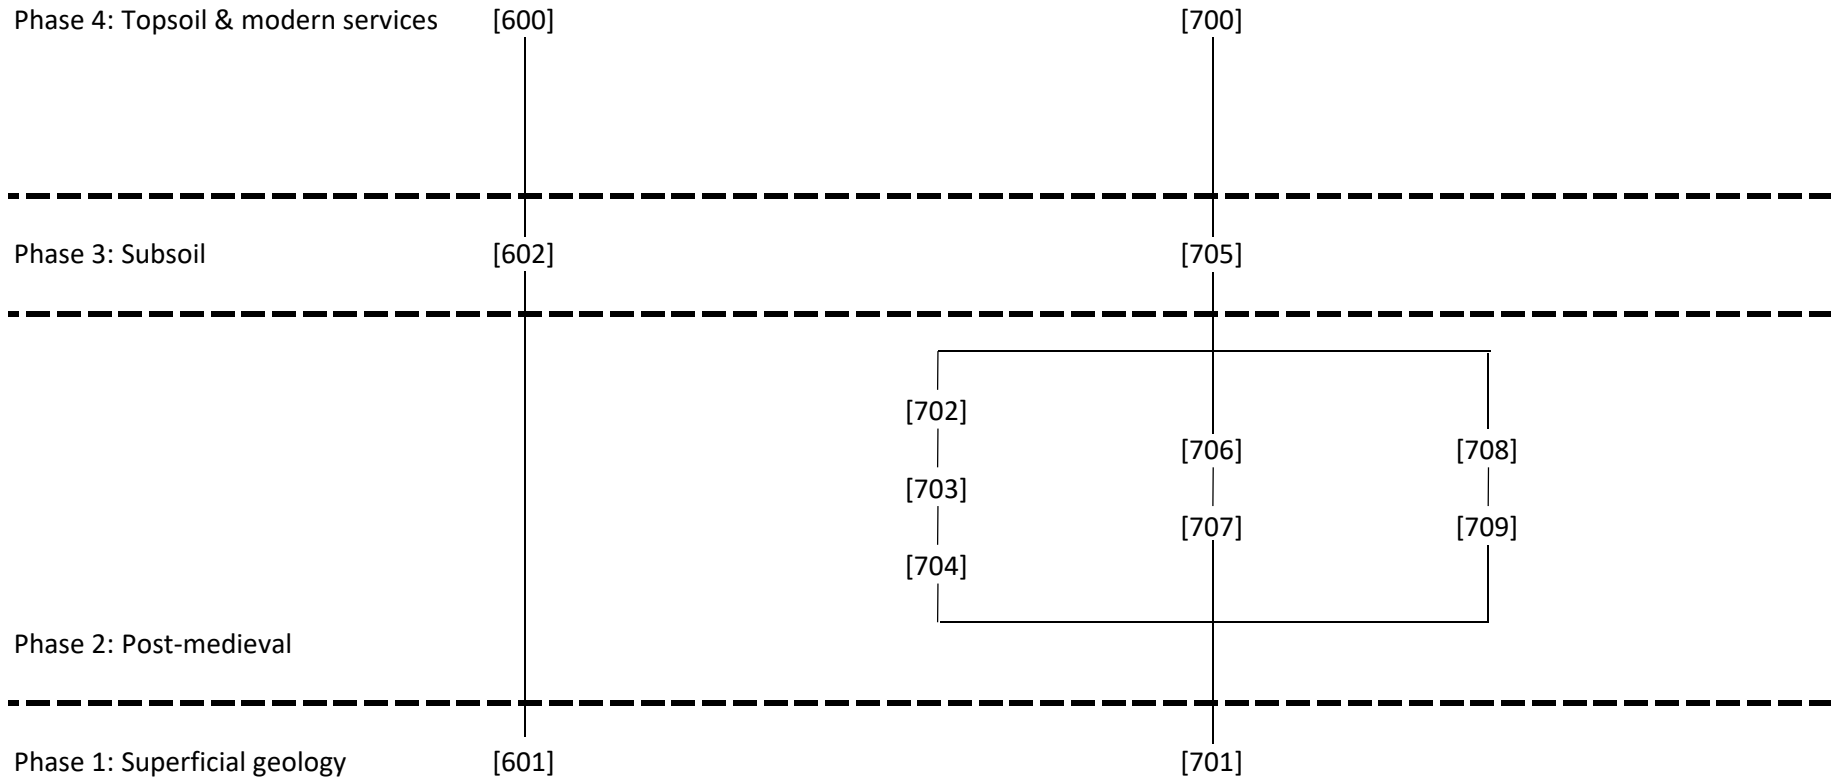 Phase 4: Topsoil & modern services [600] [700]
Phase 3: Subsoil [602] [705]
[702]
[706] [708]
[703]
[707] [709]
[704]
Phase 2: Post-medieval
Phase 1: Superficial geology [601] [701]